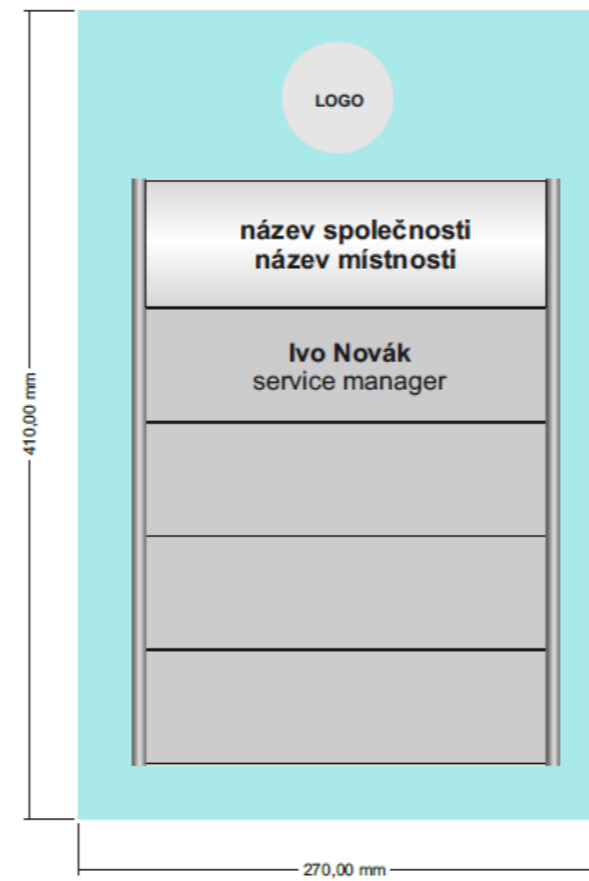 LOGO
název společnosti
název místnosti
Ivo Novák
service manager
410,00 mm
270,00 mm